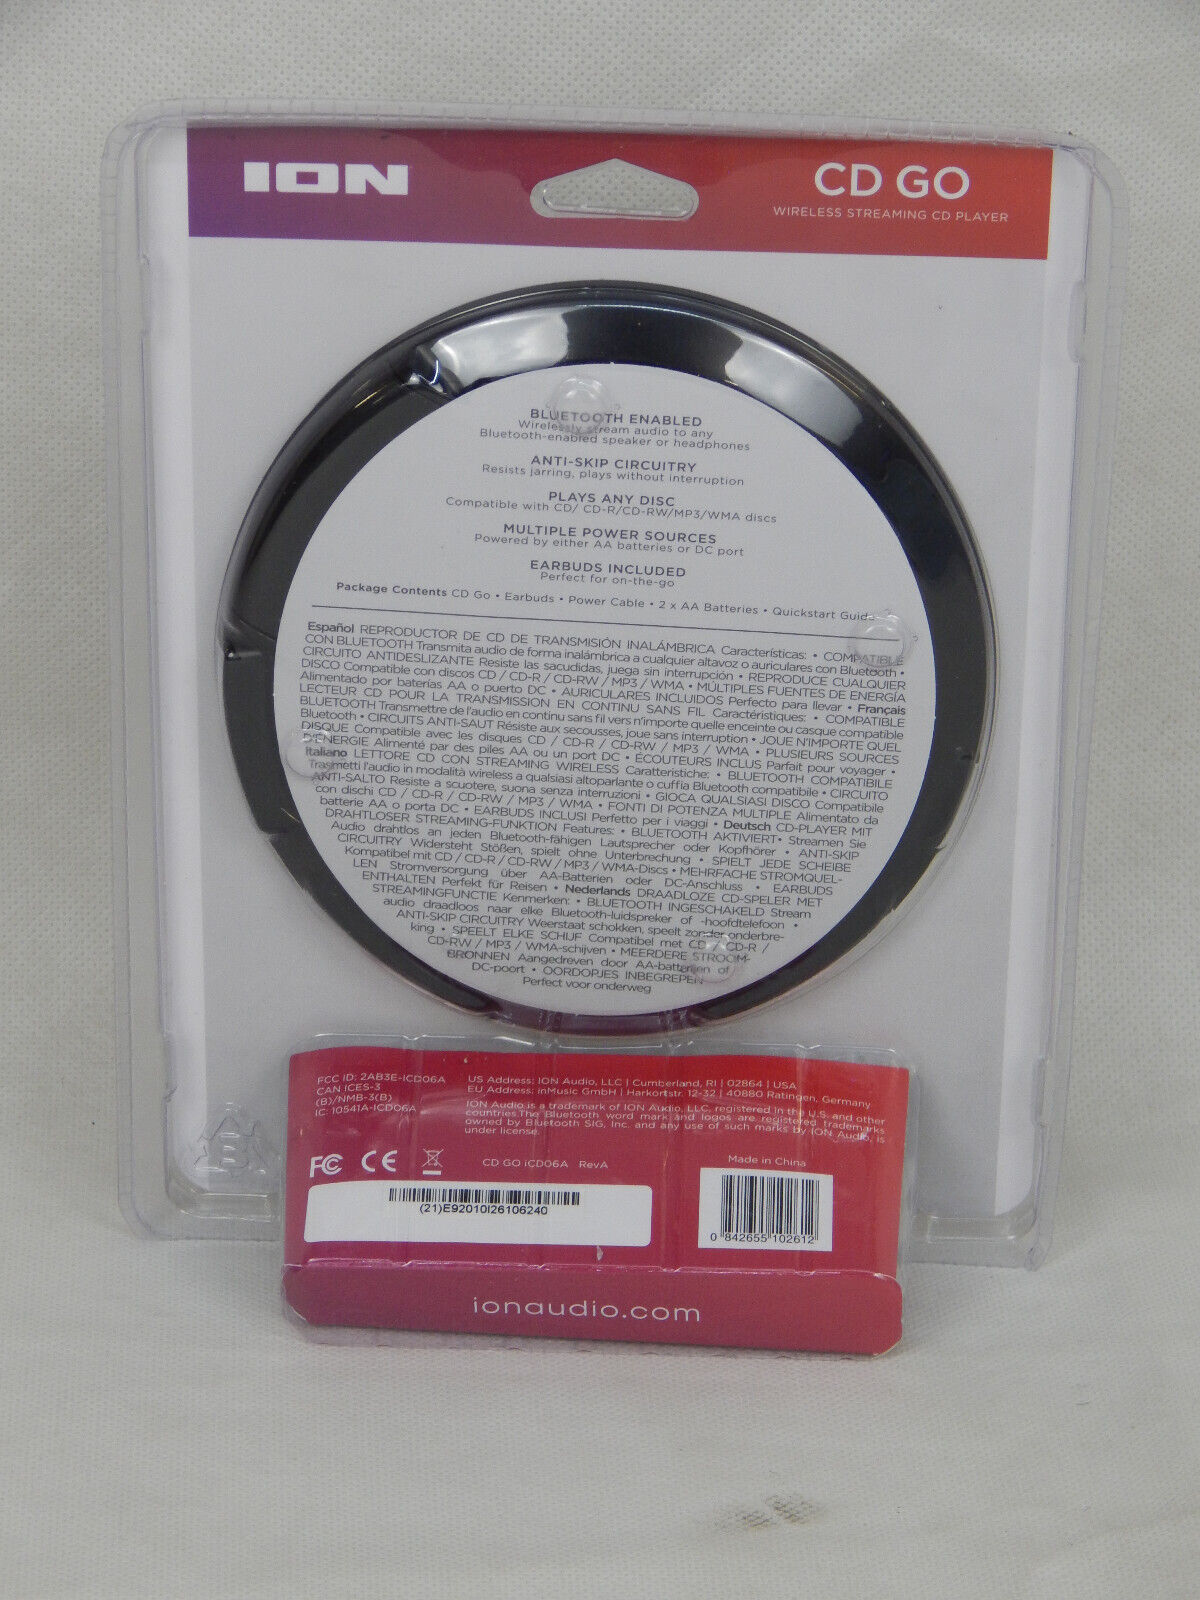 ION
CD GO
WIRELESS STREAMING CD PLAYER
BLUETOOTH ENABLED
Wirelessly stream audio to any
Bluetooth-enabled speaker or headphones
ANTI-SKIP CIRCUITRY
Resists jarring, plays without interruption
PLAYS ANY DISC
Compatible with CD/ CD-R/CD-RW/MP3/WMA discs
MULTIPLE POWER SOURCES
Powered by either AA batteries or DC port
EARBUDS INCLUDED
Perfect for on-the-go
Package Contents CD Go • Earbuds • Power Cable • 2 x AA Batteries • Quickstart Guide
Español REPRODUCTOR DE CD DE TRANSMISIÓN INALÁMBRICA Características: • COMPATIBLE
CON BLUETOOTH Transmita audio de forma inalámbrica a cualquier altavoz o auriculares con Bluetooth •
CIRCUITO ANTIDESLIZANTE Resiste las sacudidas, juega sin interrupción • REPRODUCE CUALQUIER
DISCO Compatible con discos CD / CD-R / CD-RW / MP3 / WMA • MÚLTIPLES FUENTES DE ENERGÍA
Alimentado por baterías AA o puerto DC • AURICULARES INCLUIDOS Perfecto para llevar • Français
LECTEUR CD POUR LA TRANSMISSION EN CONTINU SANS FIL Caractéristiques: • COMPATIBLE
BLUETOOTH Transmettre de l'audio en continu sans fil vers n'importe quelle enceinte ou casque compatible
Bluetooth • CIRCUITS ANTI-SAUT Résiste aux secousses, joue sans interruption • JOUE N'IMPORTE QUEL
DISQUE Compatible avec les disques CD / CD-R / CD-RW / MP3 / WMA • PLUSIEURS SOURCES
D'ÉNERGIE Alimenté par des piles AA ou un port DC • ÉCOUTEURS INCLUS Parfait pour voyager •
Italiano LETTORE CD CON STREAMING WIRELESS Caratteristiche: • BLUETOOTH COMPATIBILE
Trasmetti l'audio in modalità wireless a qualsiasi altoparlante o cuffia Bluetooth compatibile • CIRCUITO
ANTI-SALTO Resiste a scuotere, suona senza interruzioni • GIOCA QUALSIASI DISCO Compatibile
con dischi CD / CD-R / CD-RW / MP3 / WMA • FONTI DI POTENZA MULTIPLE Alimentato da
batterie AA o porta DC • EARBUDS INCLUSI Perfetto per i viaggi • Deutsch CD-PLAYER MIT
DRAHTLOSER STREAMING-FUNKTION Features: • BLUETOOTH AKTIVIERT• Streamen Sie
Audio drahtlos an jeden Bluetooth-fähigen Lautsprecher oder Kopfhörer • ANTI-SKIP
CIRCUITRY Widersteht Stößen, spielt ohne Unterbrechung • SPIELT JEDE SCHEIBE
Kompatibel mit CD / CD-R / CD-RW / MP3 / WMA-Discs • MEHRFACHE STROMQUEL-
LEN Stromversorgung über AA-Batterien oder DC-Anschluss • EARBUDS
ENTHALTEN Perfekt für Reisen • Nederlands DRAADLOZE CD-SPELER MET
STREAMINGFUNCTIE Kenmerken: • BLUETOOTH INGESCHAKELD Stream
audio draadloos naar elke Bluetooth-luidspreker of -hoofdtelefoon •
ANTI-SKIP CIRCUITRY Weerstaat schokken, speelt zonder onderbre-
king • SPEELT ELKE SCHIJF Compatibel met CD / CD-R /
CD-RW / MP3 / WMA-schijven • MEERDERE STROOM-
BRONNEN Aangedreven door AA-batterijen of
DC-poort • OORDOPJES INBEGREPEN
Perfect voor onderweg
FCC ID: 2AB3E-ICD06A
CAN ICES-3
(B)/NMB-3(B)
IC: 10541A-ICD06A
US Address: ION Audio, LLC | Cumberland, RI | 02864 | USA
EU Address: inMusic GmbH | Harkortstr. 12-32 | 40880 Ratingen, Germany
ION Audio is a trademark of ION Audio, LLC, registered in the U.S. and other
countries.The Bluetooth word mark and logos are registered trademarks
owned by Bluetooth SIG, Inc. and any use of such marks by ION Audio, is
under license.
FC CE
CD GO iCD06A RevA
Made in China
(21)E92010I26106240
0 842655 102612
ionaudio.com